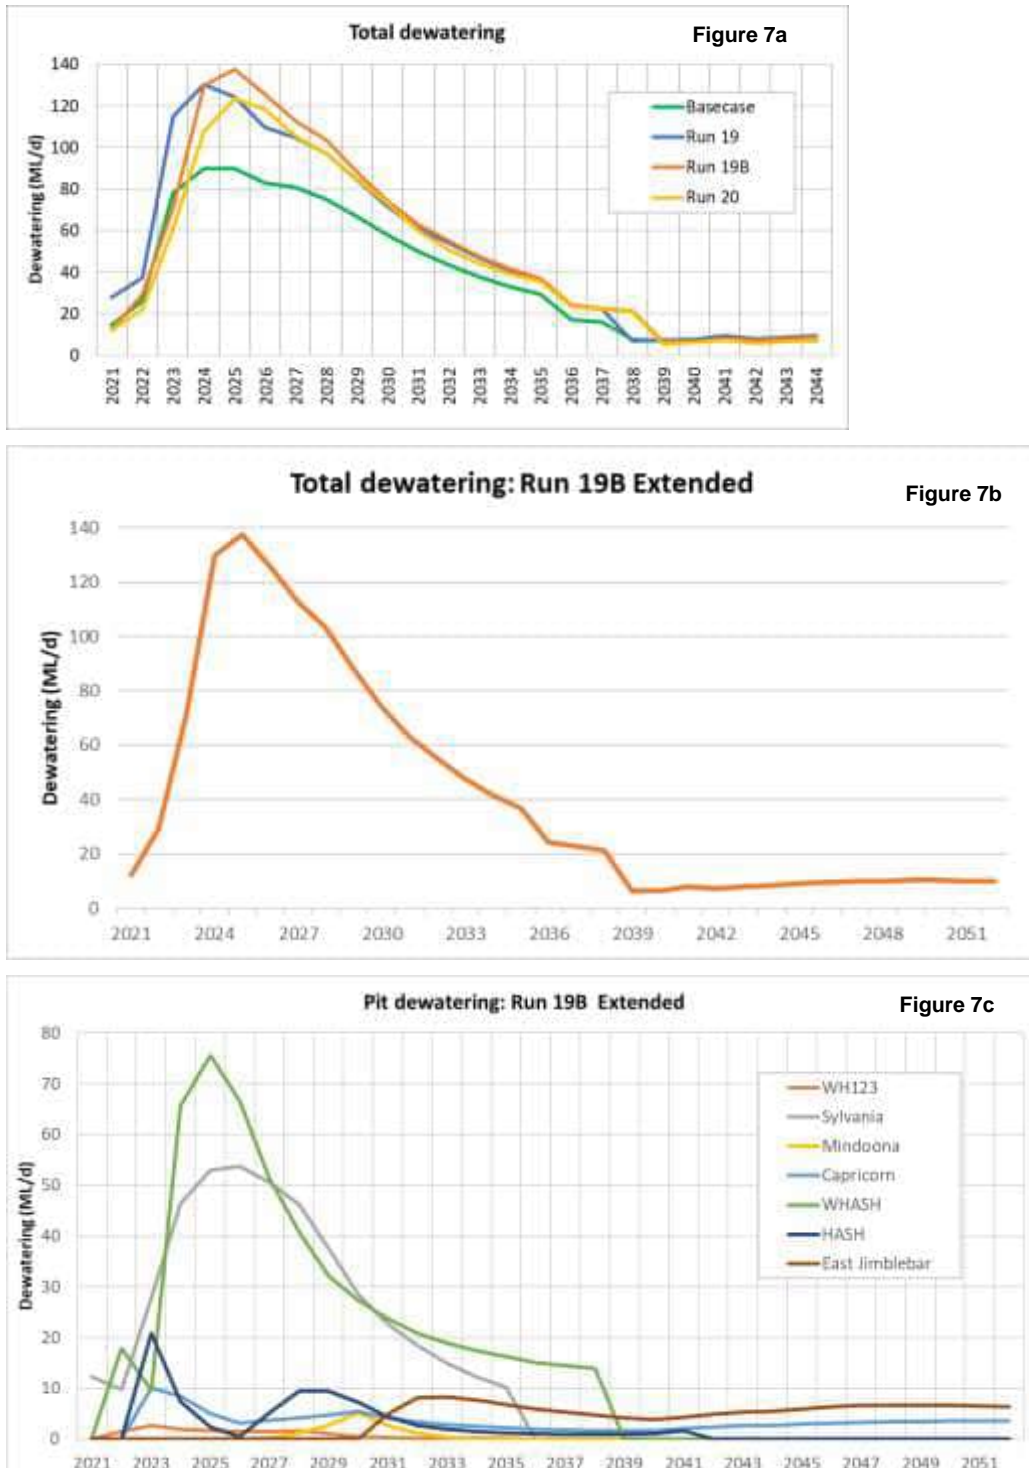 Total dewatering
Figure 7a
Dewatering (ML/d)
140
120
100
80
60
40
20
0
Basecase
Run 19
Run 19B
Run 20
2021 2022 2023 2024 2025 2026 2027 2028 2029 2030 2031 2032 2033 2034 2035 2036 2037 2038 2039 2040 2041 2042 2043 2044
Total dewatering: Run 19B Extended
Figure 7b
Dewatering (ML/d)
140
120
100
80
60
40
20
0
2021 2024 2027 2030 2033 2036 2039 2042 2045 2048 2051
Pit dewatering: Run 19B Extended
Figure 7c
Dewatering (ML/d)
80
70
60
50
40
30
20
10
0
WH123
Sylvania
Mindoona
Capricorn
WHASH
HASH
East Jimblebar
2021 2023 2025 2027 2029 2031 2033 2035 2037 2039 2041 2043 2045 2047 2049 2051